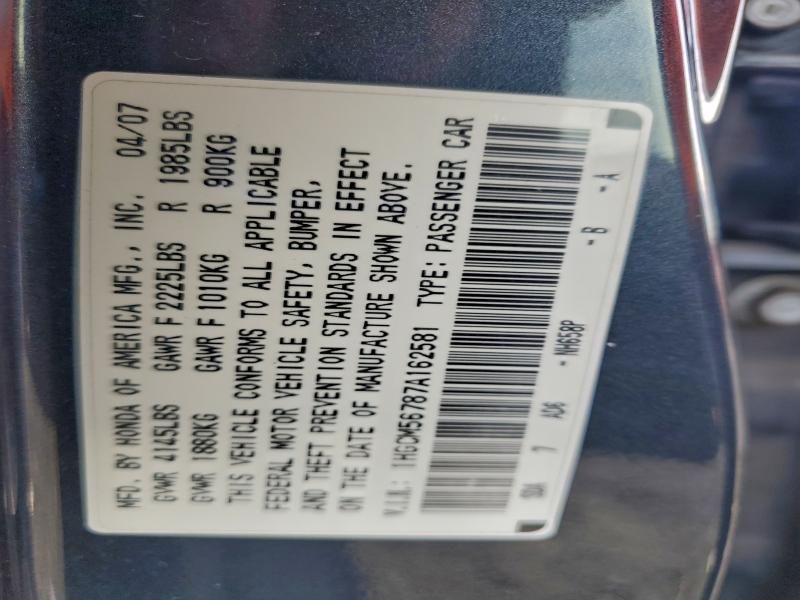 MFD. BY HONDA OF AMERICA MFG., INC. 04/07
GVWR 4145LBS GAWR F 2225LBS R 1985LBS
GVWR 1880KG GAWR F 1010KG R 900KG
THIS VEHICLE CONFORMS TO ALL APPLICABLE
FEDERAL MOTOR VEHICLE SAFETY, BUMPER,
AND THEFT PREVENTION STANDARDS IN EFFECT
ON THE DATE OF MANUFACTURE SHOWN ABOVE.
V.I.N.: 1HGCM56787A162581 TYPE: PASSENGER CAR
SDA 7 AD6 - NH658P - B - A